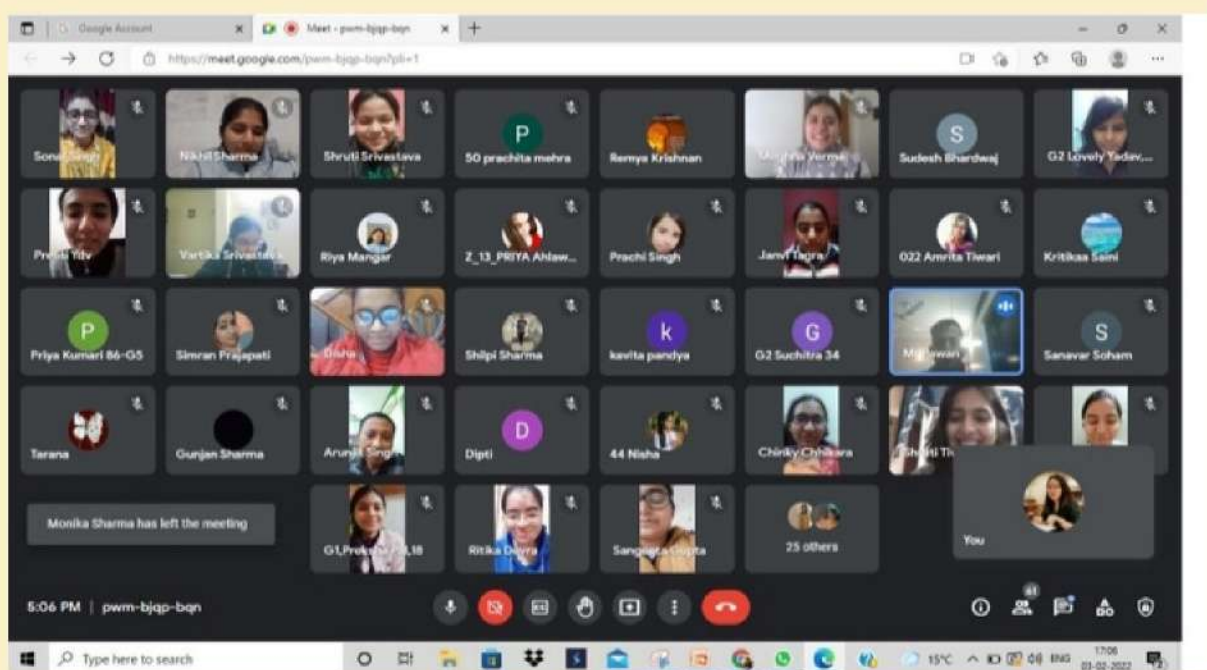 Google Account
Meet - pwm-bjqp-bqn
https://meet.google.com/pwm-bjqp-bqn?pli=1
Nikhil Sharma
Shruti Srivastava
P
50 prachita mehra
Remya Krishnan
Meghna Verma
S
Sudesh Bhardwaj
G2 Lovely Yadav,...
Vartika Srivastava
Riya Mangar
Z_13_PRIYA Ahlaw...
Prachi Singh
Janvi Tagra
022 Amrita Tiwari
Kritikaa Saini
P
Priya Kumari 86-G5
Simran Prajapati
Disha
Shilpi Sharma
k
kavita pandya
G
G2 Suchitra 34
S
Sanavar Soham
Tarana
Gunjan Sharma
D
Dipti
44 Nisha
Chinky Chhikara
Monika Sharma has left the meeting
Ritika
Sangeeta Gupta
25 others
You
5:06 PM | pwm-bjqp-bqn
61
Type here to search
15°C
ENG
17:06
03-02-2022